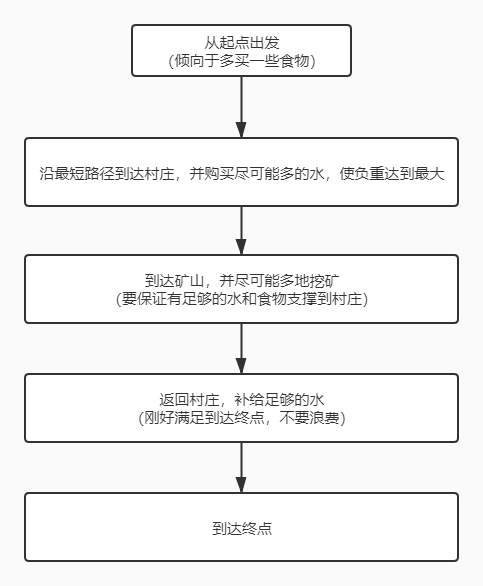 从起点出发
（倾向于多买一些食物）
沿最短路径到达村庄，并购买尽可能多的水，使负重达到最大
到达矿山，并尽可能多地挖矿
（要保证有足够的水和食物支撑到村庄）
返回村庄，补给足够的水
（刚好满足到达终点，不要浪费）
到达终点